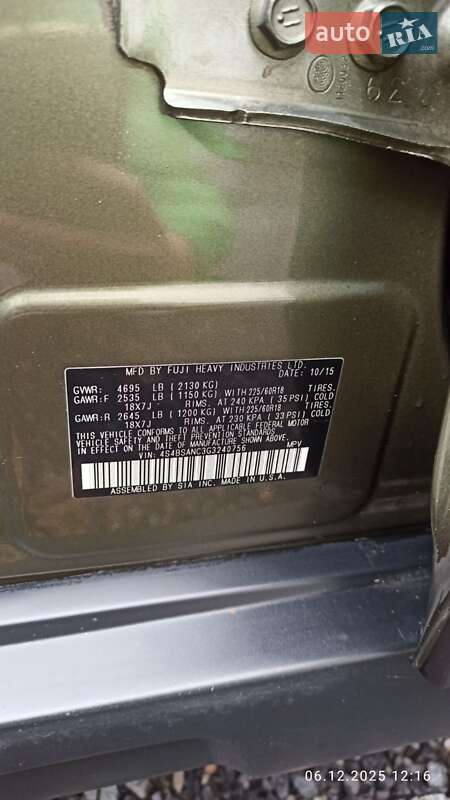 auto RIA
.com
62
MFD BY FUJI HEAVY INDUSTRIES LTD.
DATE: 10/15
GVWR: 4695 LB ( 2130 KG)
GAWR:F 2535 LB ( 1150 KG) WITH 225/60R18 TIRES.
18X7J RIMS. AT 240 KPA ( 35 PSI) COLD
GAWR:R 2645 LB ( 1200 KG) WITH 225/60R18 TIRES.
18X7J RIMS. AT 230 KPA ( 33 PSI) COLD
THIS VEHICLE CONFORMS TO ALL APPLICABLE FEDERAL MOTOR
VEHICLE SAFETY AND THEFT PREVENTION STANDARDS IN
EFFECT ON THE DATE OF MANUFACTURE SHOWN ABOVE.
VIN: 4S4BSANC3G3240756 MPV
ASSEMBLED BY SIA INC. MADE IN U.S.A.
06.12.2025 12:16